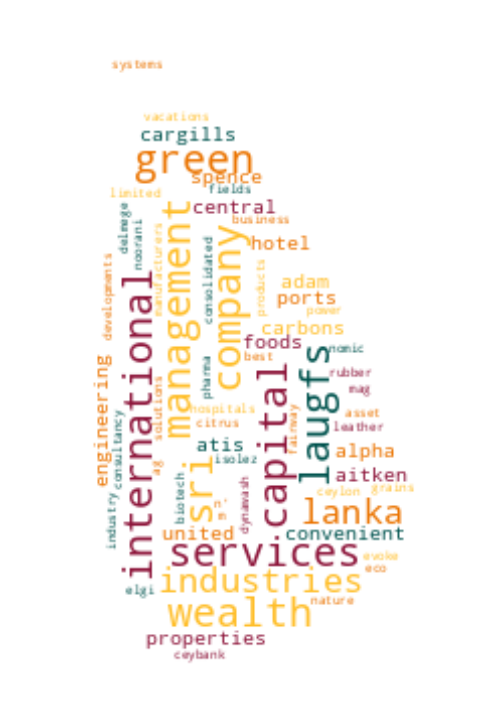 systems
vacations
cargills
green
spence
fields
limited
central
business
delmege
noorani
manufacturers
management
consolidated
company
hotel
products
developments
international
adam
ports
power
carbons
foods
best
nomic
laugfs
capital
rubber
mag
engineering
consultancy
solutions
pharma
hospitals
citrus
fairway
asset
leather
atis
isolez
alpha
aitken
ag
sri
biotech.
dynawash
n'
m
ceylon
grains
lanka
industry
united
convenient
services
evoke
eco
elgi
industries
nature
wealth
properties
ceybank